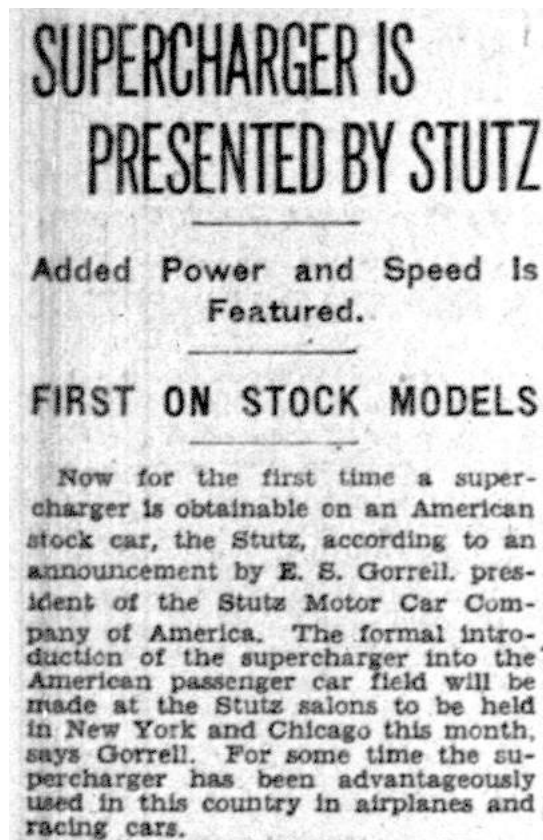 SUPERCHARGER IS
PRESENTED BY STUTZ
Added Power and Speed Is
Featured.
FIRST ON STOCK MODELS
Now for the first time a super-
charger is obtainable on an American
stock car, the Stutz, according to an
announcement by E. S. Gorrell. pres-
ident of the Stutz Motor Car Com-
pany of America. The formal intro-
duction of the supercharger into the
American passenger car field will be
made at the Stutz salons to be held
in New York and Chicago this month,
says Gorrell. For some time the su-
percharger has been advantageously
used in this country in airplanes and
racing cars.